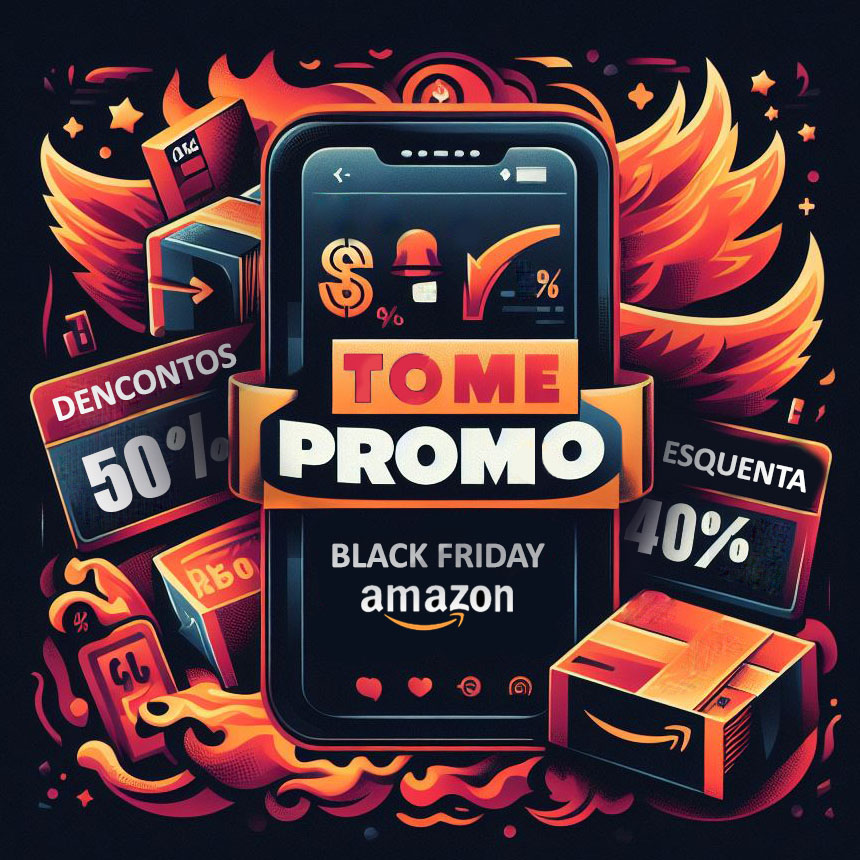 $
%
%
DENCONTOS
50%
TOME
PROMO
ESQUENTA
40%
BLACK FRIDAY
amazon
%